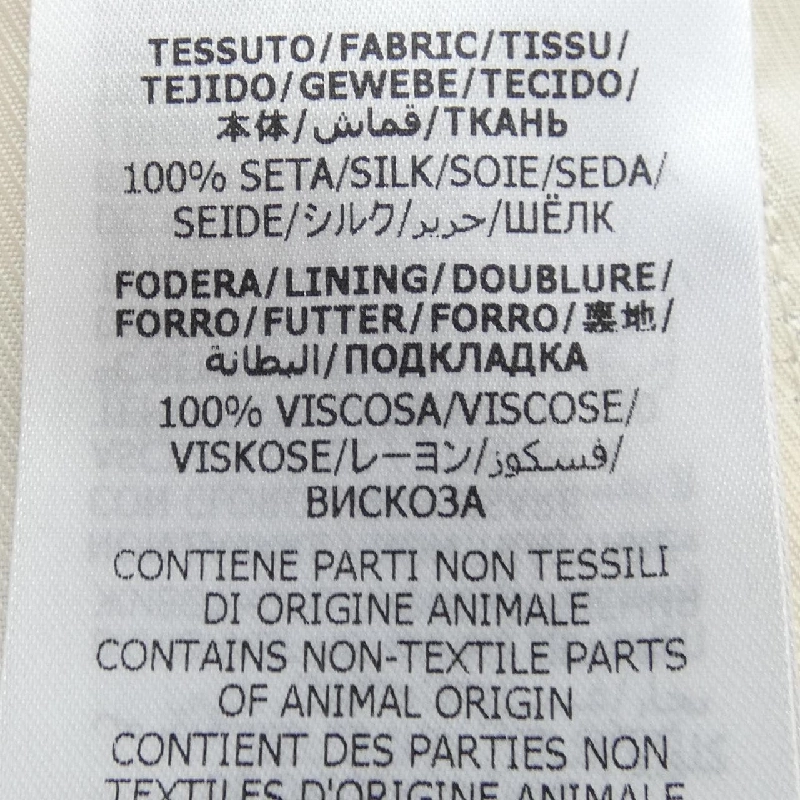 TESSUTO/FABRIC/TISSU/
TEJIDO/GEWEBE/TECIDO/
本体/قماش/ТКАНЬ
100% SETA/SILK/SOIE/SEDA/
SEIDE/シルク/حرير/ШЁЛК
FODERA/LINING/DOUBLURE/
FORRO/FUTTER/FORRO/裏地/
البطانة/ПОДКЛАДКА
100% VISCOSA/VISCOSE/
VISKOSE/レーヨン/فسكوز/
ВИСКОЗА
CONTIENE PARTI NON TESSILI
DI ORIGINE ANIMALE
CONTAINS NON-TEXTILE PARTS
OF ANIMAL ORIGIN
CONTIENT DES PARTIES NON
TEXTILES D'ORIGINE ANIMALE